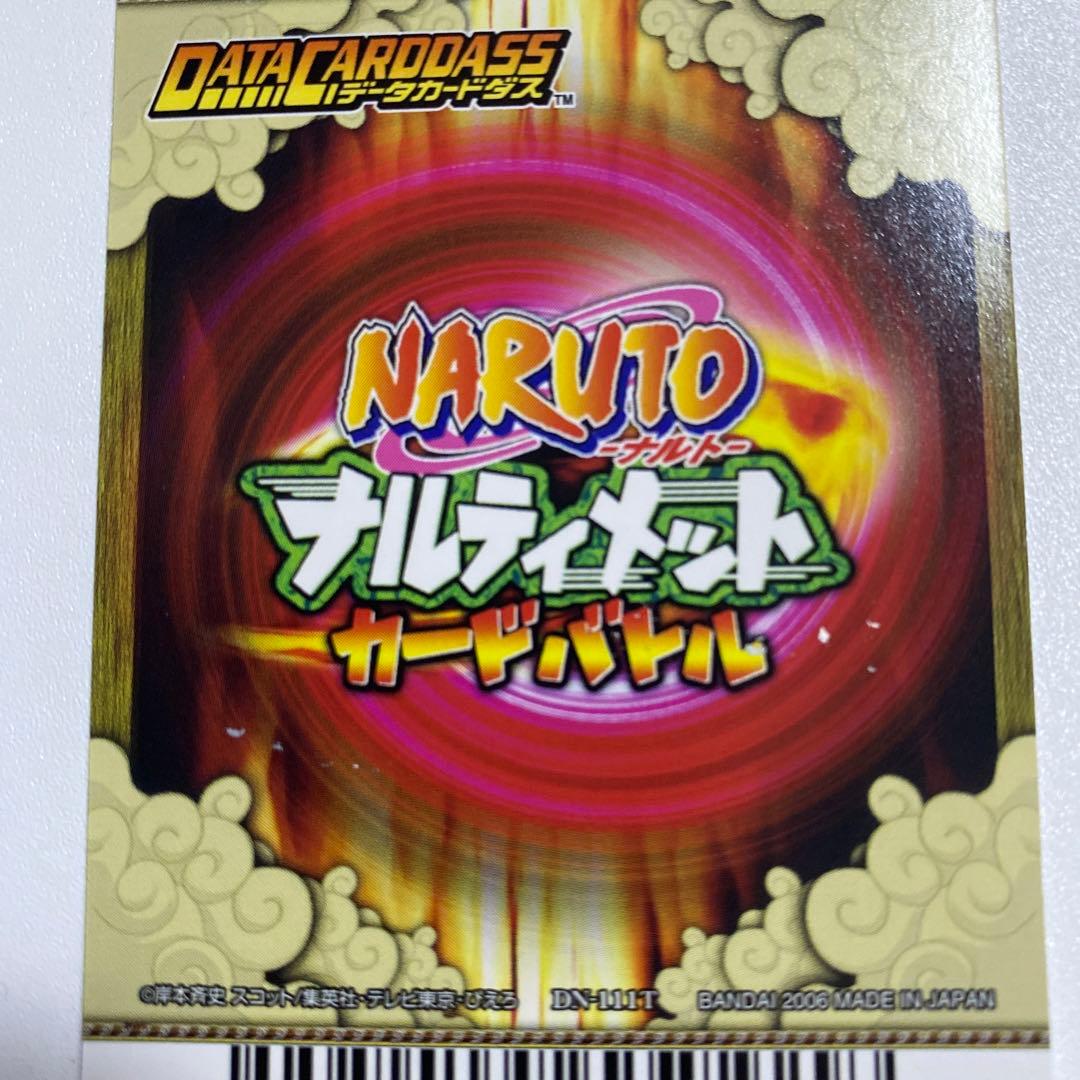 DATA CARDDASS
データカードダス TM
NARUTO
-ナルト-
ナルティメット
カードバトル
©岸本斉史 スコット/集英社・テレビ東京・ぴえろ DN-111T BANDAI 2006 MADE IN JAPAN